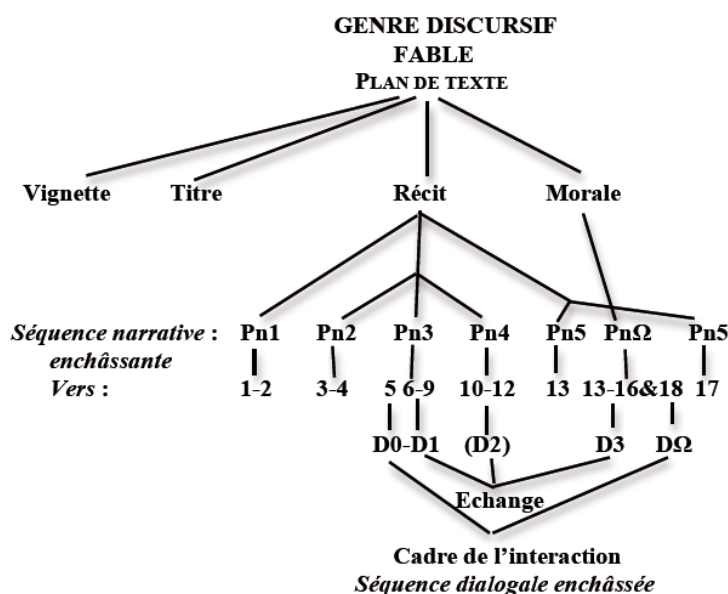 GENRE DISCURSIF
FABLE
PLAN DE TEXTE
Vignette Titre Récit Morale
Séquence narrative : Pn1 Pn2 Pn3 Pn4 Pn5 PnΩ Pn5
enchâssante
Vers : 1-2 3-4 5 6-9 10-12 13 13-16&18 17
D0-D1 (D2) D3 DΩ
Echange
Cadre de l’interaction
Séquence dialogale enchâssée